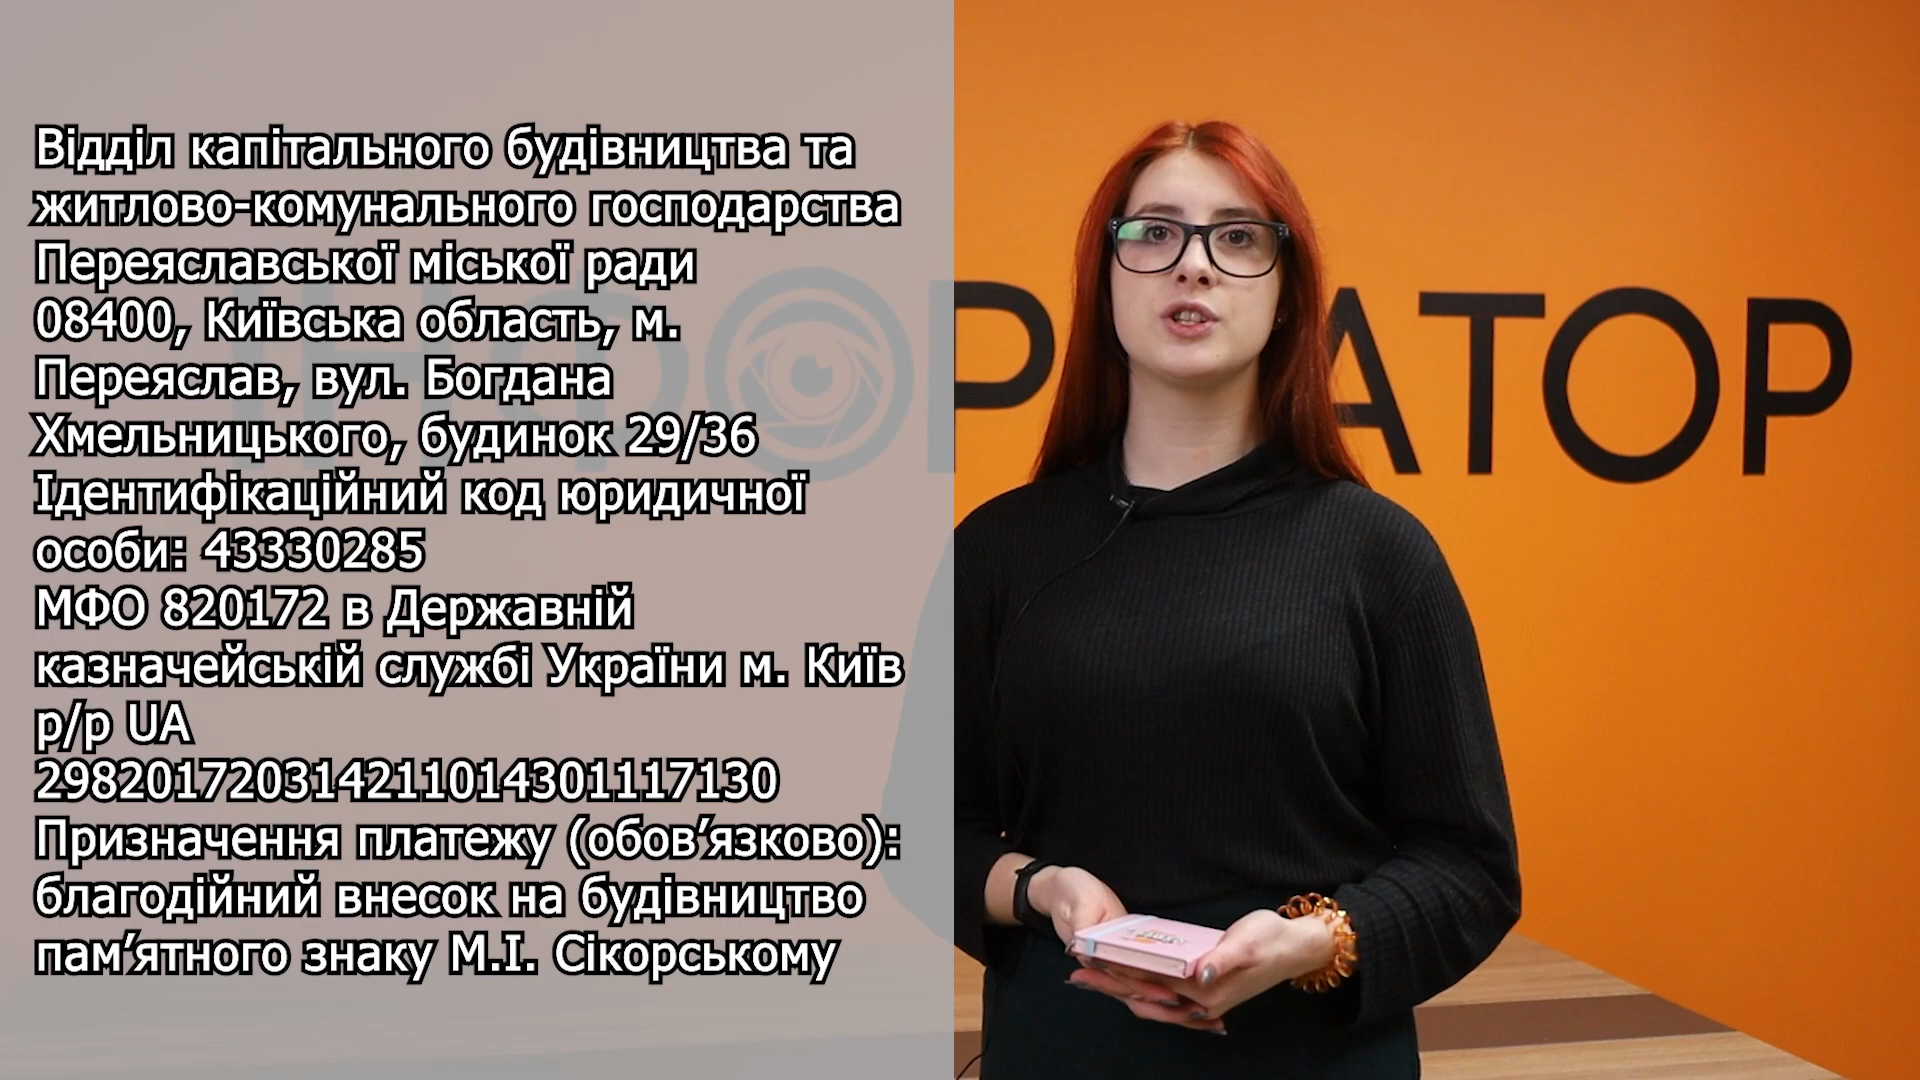 Відділ капітального будівництва та
житлово-комунального господарства
Переяславської міської ради
08400, Київська область, м.
Переяслав, вул. Богдана
Хмельницького, будинок 29/36
Ідентифікаційний код юридичної
особи: 43330285
МФО 820172 в Державній
казначейській службі України м. Київ
р/р UA
298201720314211014301117130
Призначення платежу (обов’язково):
благодійний внесок на будівництво
пам’ятного знаку М.І. Сікорському
ІНФОР АТОР